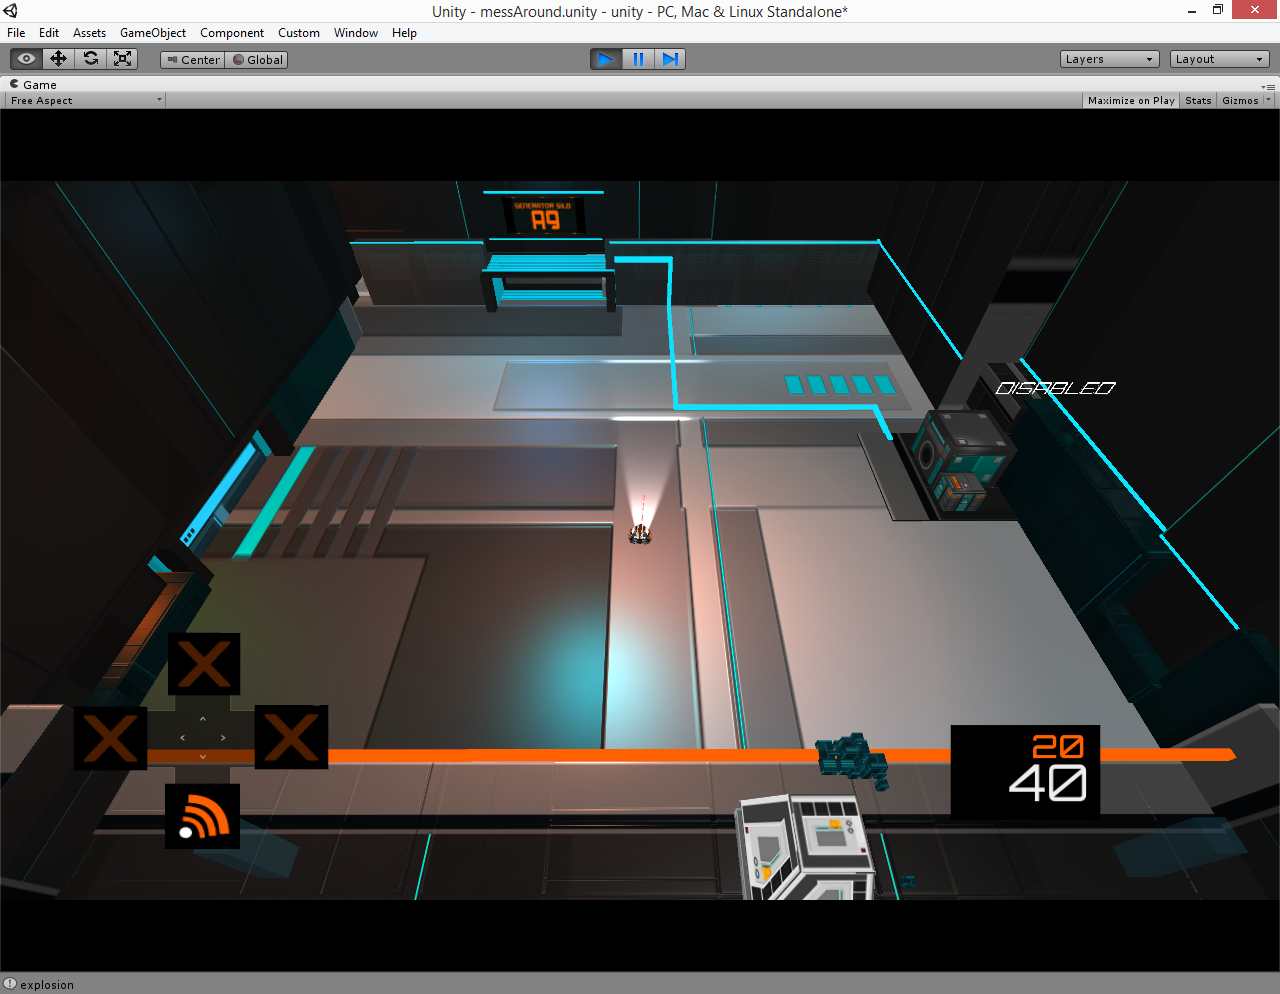 Unity - messAround.unity - unity - PC, Mac & Linux Standalone*
File Edit Assets GameObject Component Custom Window Help
Center Global Layers Layout
Game
Free Aspect Maximize on Play Stats Gizmos
GENERATOR SILO
A9
DISABLED
20
40
explosion